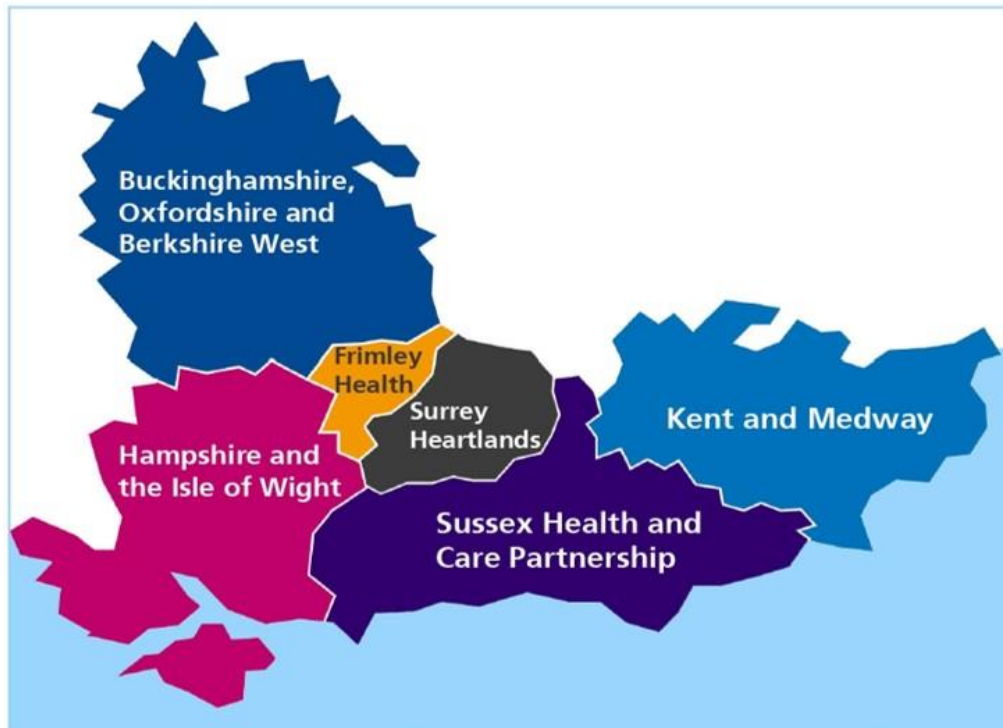 Buckinghamshire,
Oxfordshire and
Berkshire West
Frimley
Health
Surrey
Heartlands
Kent and Medway
Hampshire and
the Isle of Wight
Sussex Health and
Care Partnership